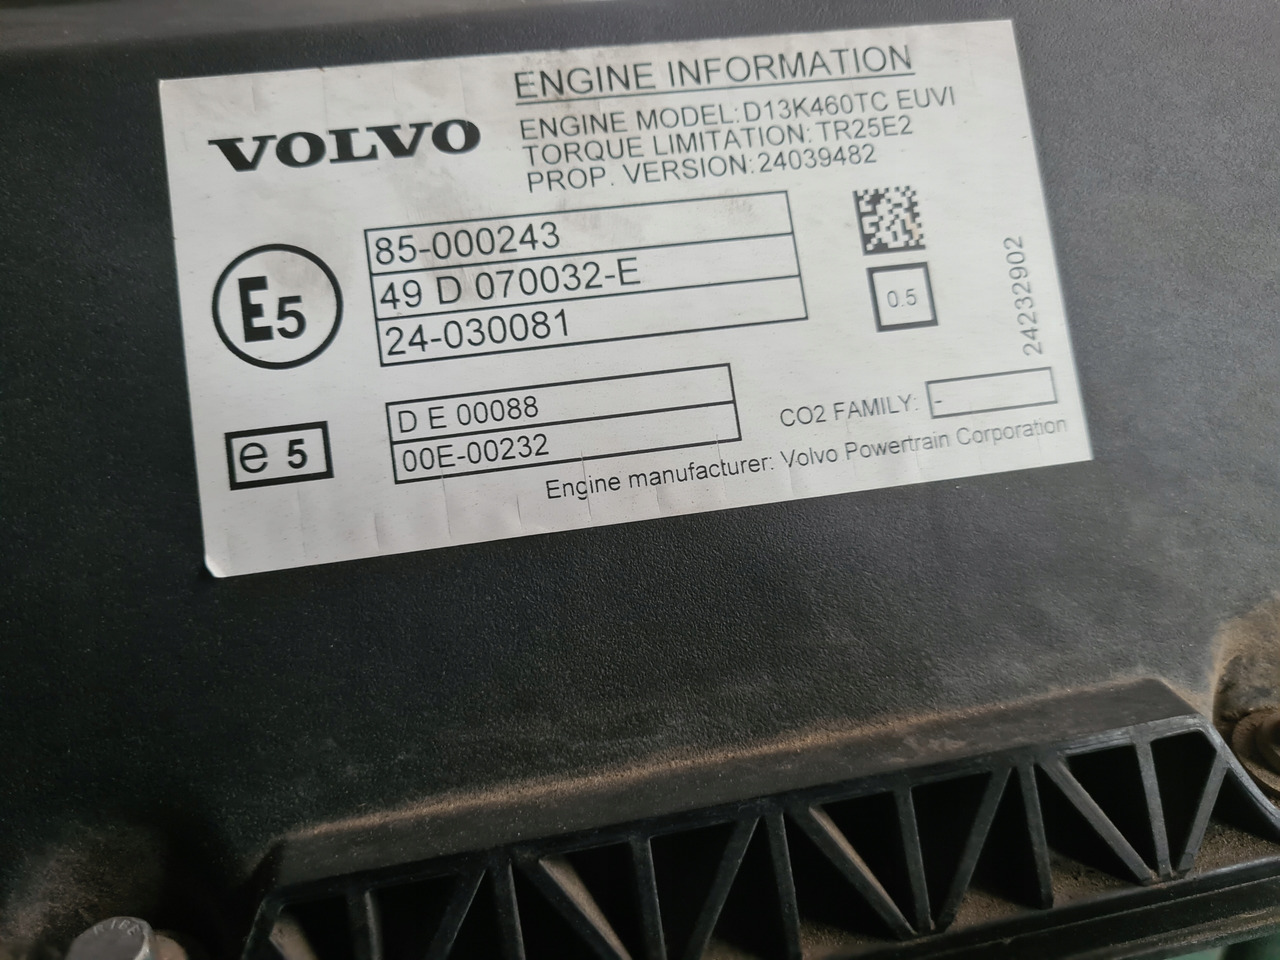 VOLVO
ENGINE INFORMATION
ENGINE MODEL: D13K460TC EUVI
TORQUE LIMITATION: TR25E2
PROP. VERSION: 24039482
E5
85-000243
49 D 070032-E
24-030081
0.5
24232902
e 5
D E 00088
00E-00232
CO2 FAMILY: -
Engine manufacturer: Volvo Powertrain Corporation